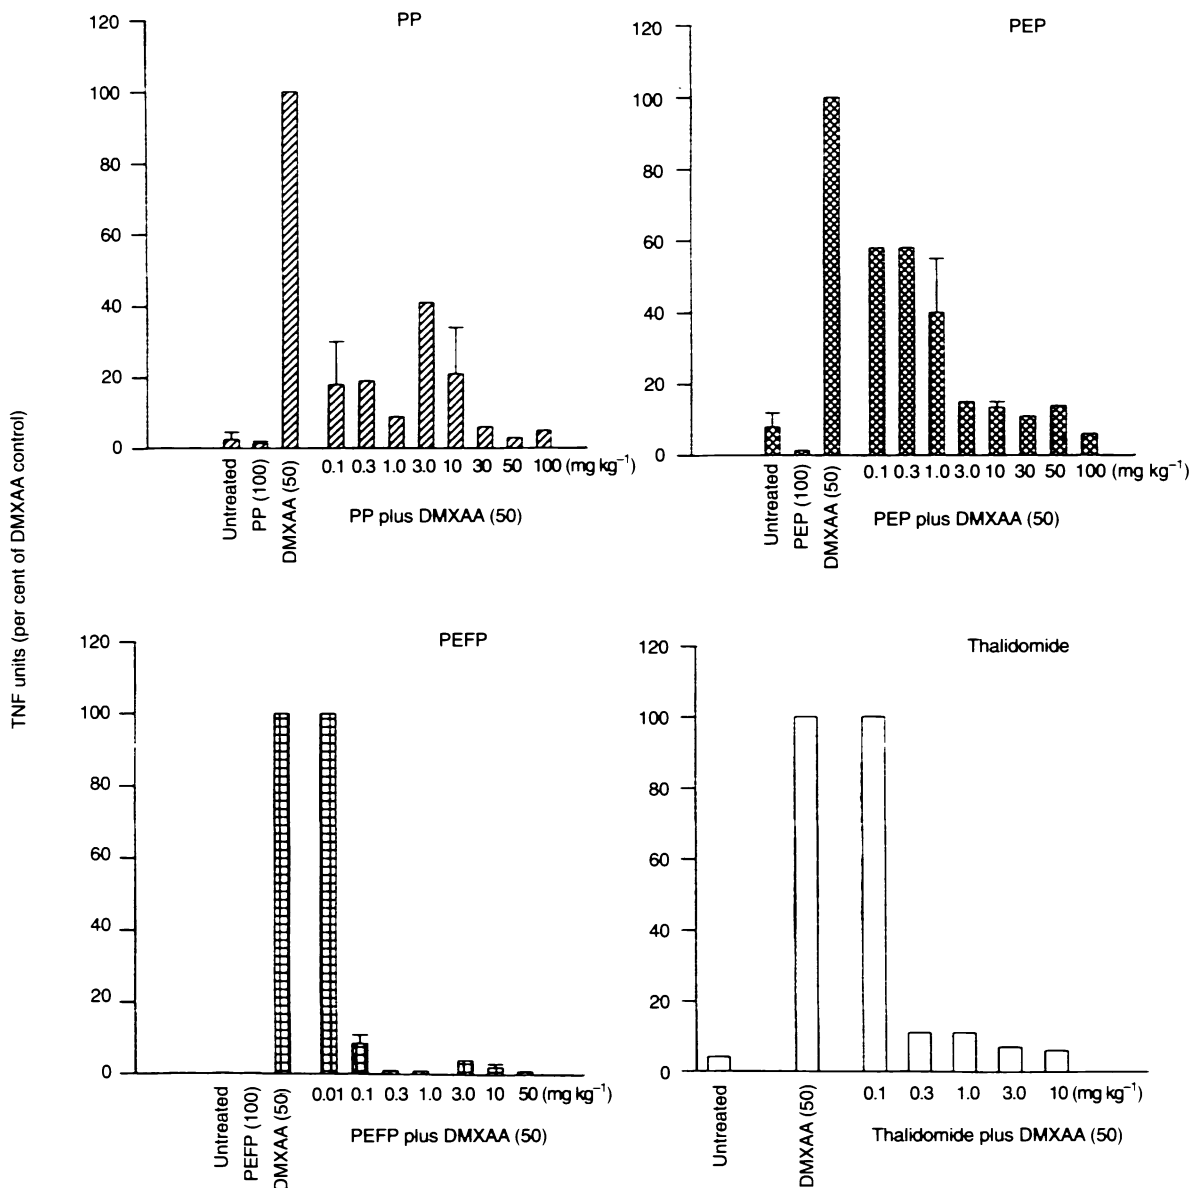 TNF units (per cent of DMXAA control)
PP
120
100
80
60
40
20
0
Untreated
PP (100)
DMXAA (50)
0.1 0.3 1.0 3.0 10 30 50 100 (mg kg⁻¹)
PP plus DMXAA (50)
PEP
120
100
80
60
40
20
0
Untreated
PEP (100)
DMXAA (50)
0.1 0.3 1.0 3.0 10 30 50 100 (mg kg⁻¹)
PEP plus DMXAA (50)
PEFP
120
100
80
60
40
20
0
Untreated
PEFP (100)
DMXAA (50)
0.01 0.1 0.3 1.0 3.0 10 50 (mg kg⁻¹)
PEFP plus DMXAA (50)
Thalidomide
120
100
80
60
40
20
0
Untreated
DMXAA (50)
0.1 0.3 1.0 3.0 10 (mg kg⁻¹)
Thalidomide plus DMXAA (50)